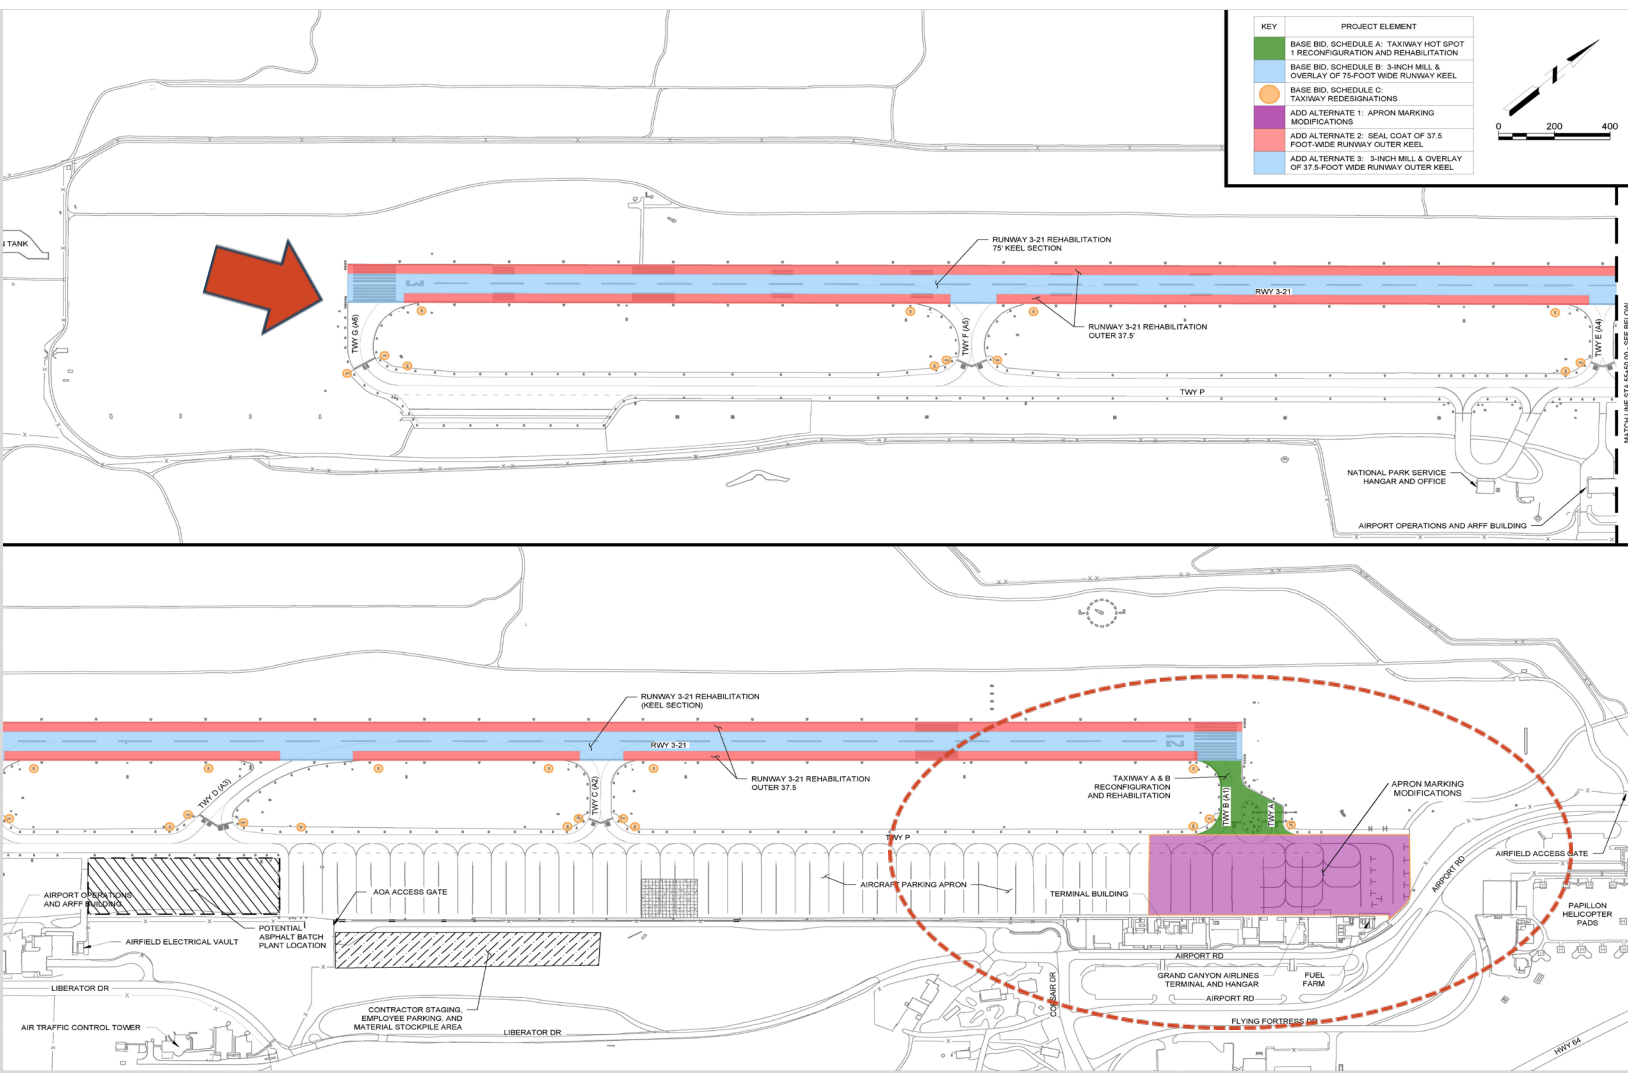 KEY
PROJECT ELEMENT
BASE BID, SCHEDULE A: TAXIWAY HOT SPOT
1 RECONFIGURATION AND REHABILITATION
BASE BID, SCHEDULE B: 3-INCH MILL &
OVERLAY OF 75-FOOT WIDE RUNWAY KEEL
BASE BID, SCHEDULE C:
TAXIWAY REDESIGNATIONS
ADD ALTERNATE 1: APRON MARKING
MODIFICATIONS
ADD ALTERNATE 2: SEAL COAT OF 37.5
FOOT-WIDE RUNWAY OUTER KEEL
ADD ALTERNATE 3: 3-INCH MILL & OVERLAY
OF 37.5-FOOT WIDE RUNWAY OUTER KEEL
0 200 400
N TANK
RUNWAY 3-21 REHABILITATION
75' KEEL SECTION
3
RWY 3-21
RUNWAY 3-21 REHABILITATION
OUTER 37.5'
TWY G (A6)
TWY F (A5)
TWY E (A4)
TWY P
MATCH LINE STA 55+50.00 - SEE BELOW
NATIONAL PARK SERVICE
HANGAR AND OFFICE
AIRPORT OPERATIONS AND ARFF BUILDING
RUNWAY 3-21 REHABILITATION
(KEEL SECTION)
RWY 3-21
21
RUNWAY 3-21 REHABILITATION
OUTER 37.5
TWY D (A3)
TWY C (A2)
TAXIWAY A & B
RECONFIGURATION
AND REHABILITATION
TWY B (A1)
TWY A
APRON MARKING
MODIFICATIONS
TWY P
AIRFIELD ACCESS GATE
AIRPORT RD
AIRPORT OPERATIONS
AND ARFF BUILDING
AOA ACCESS GATE
AIRCRAFT PARKING APRON
TERMINAL BUILDING
PAPILLON
HELICOPTER
PADS
POTENTIAL
ASPHALT BATCH
PLANT LOCATION
AIRFIELD ELECTRICAL VAULT
AIRPORT RD
GRAND CANYON AIRLINES
TERMINAL AND HANGAR
FUEL
FARM
AIRPORT RD
CORSAIR DR
LIBERATOR DR
CONTRACTOR STAGING,
EMPLOYEE PARKING, AND
MATERIAL STOCKPILE AREA
AIR TRAFFIC CONTROL TOWER
LIBERATOR DR
FLYING FORTRESS DR
HWY 64